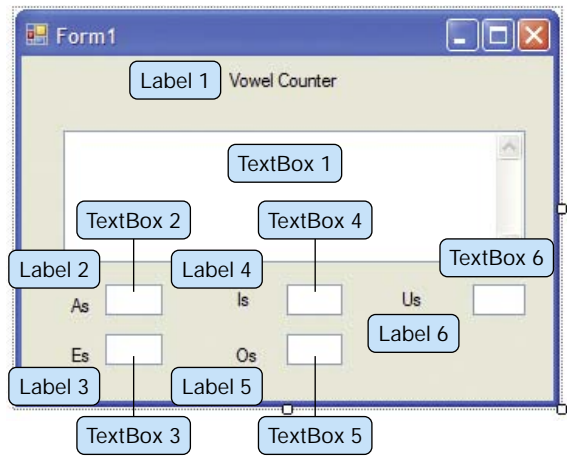 Form1
Label 1 Vowel Counter
TextBox 1
TextBox 2 TextBox 4
Label 2 Label 4 TextBox 6
As Is Us
Label 6
Es Os
Label 3 Label 5
TextBox 3 TextBox 5